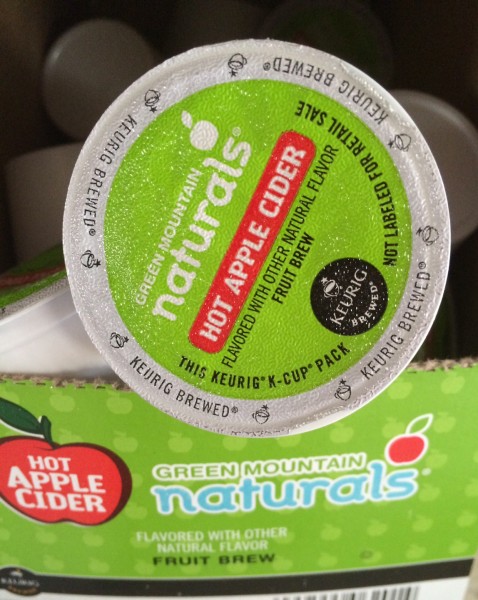 KEURIG BREWED®
KEURIG BREWED®
KEURIG BREWED®
KEURIG BREWED®
GREEN MOUNTAIN
naturals®
HOT APPLE CIDER
FLAVORED WITH OTHER NATURAL FLAVOR
FRUIT BREW
KEURIG
BREWED®
THIS KEURIG® K-CUP® PACK
NOT LABELED FOR RETAIL SALE
HOT
APPLE
CIDER
GREEN MOUNTAIN
naturals®
FLAVORED WITH OTHER
NATURAL FLAVOR
FRUIT BREW
KEURIG